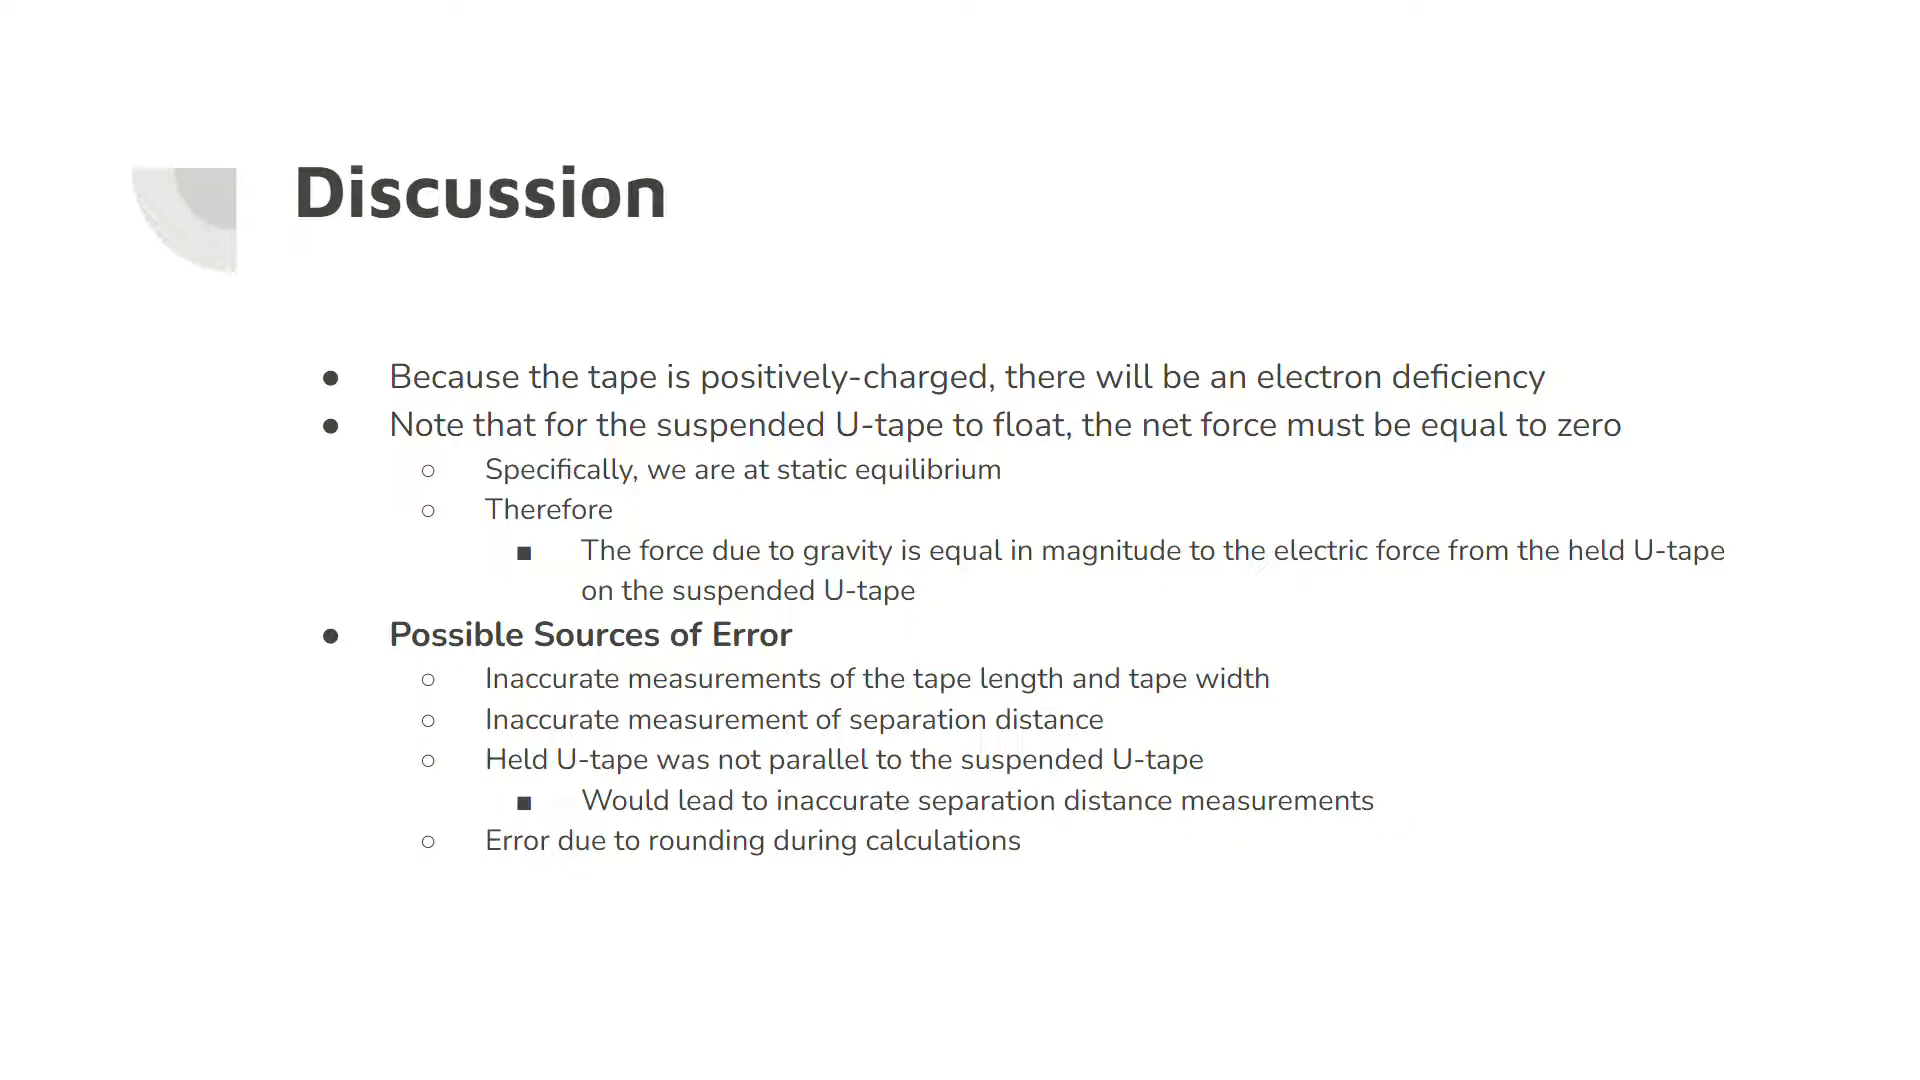 Discussion
● Because the tape is positively-charged, there will be an electron deficiency
● Note that for the suspended U-tape to float, the net force must be equal to zero
○ Specifically, we are at static equilibrium
○ Therefore
■ The force due to gravity is equal in magnitude to the electric force from the held U-tape
on the suspended U-tape
● Possible Sources of Error
○ Inaccurate measurements of the tape length and tape width
○ Inaccurate measurement of separation distance
○ Held U-tape was not parallel to the suspended U-tape
■ Would lead to inaccurate separation distance measurements
○ Error due to rounding during calculations